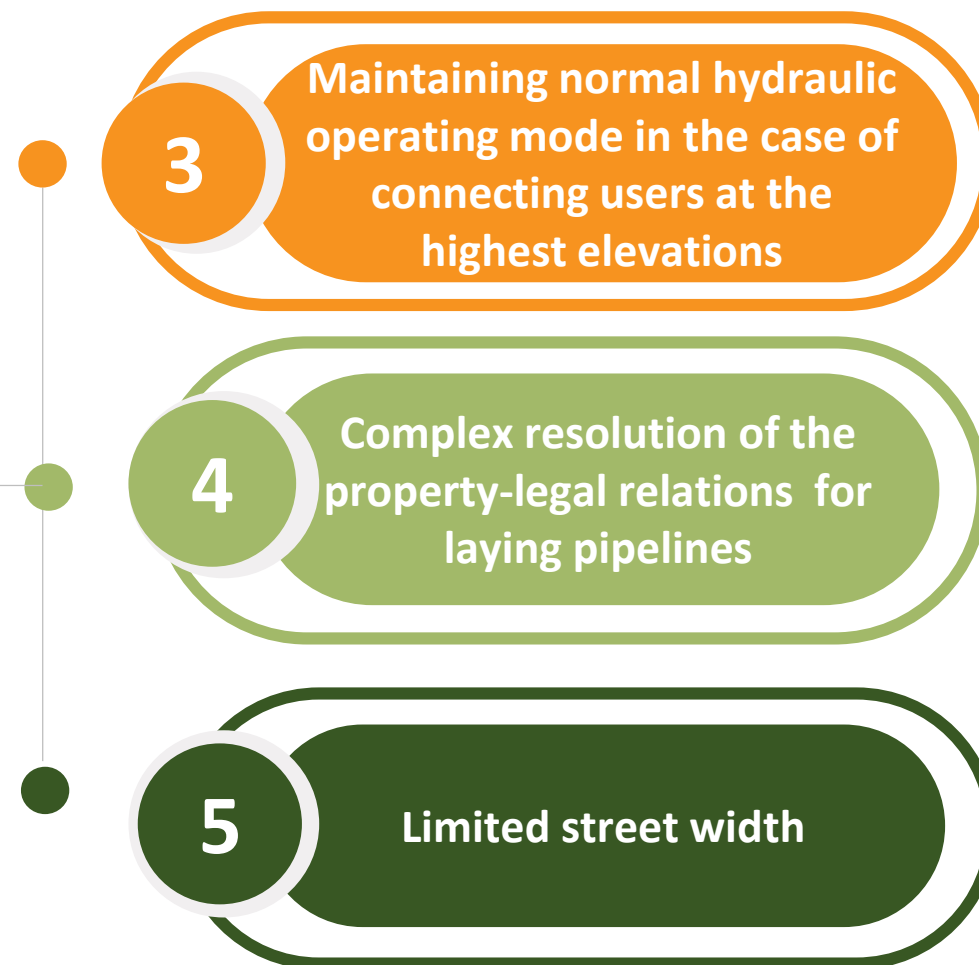 3
Maintaining normal hydraulic
operating mode in the case of
connecting users at the
highest elevations
4
Complex resolution of the
property-legal relations  for
laying pipelines
5
Limited street width